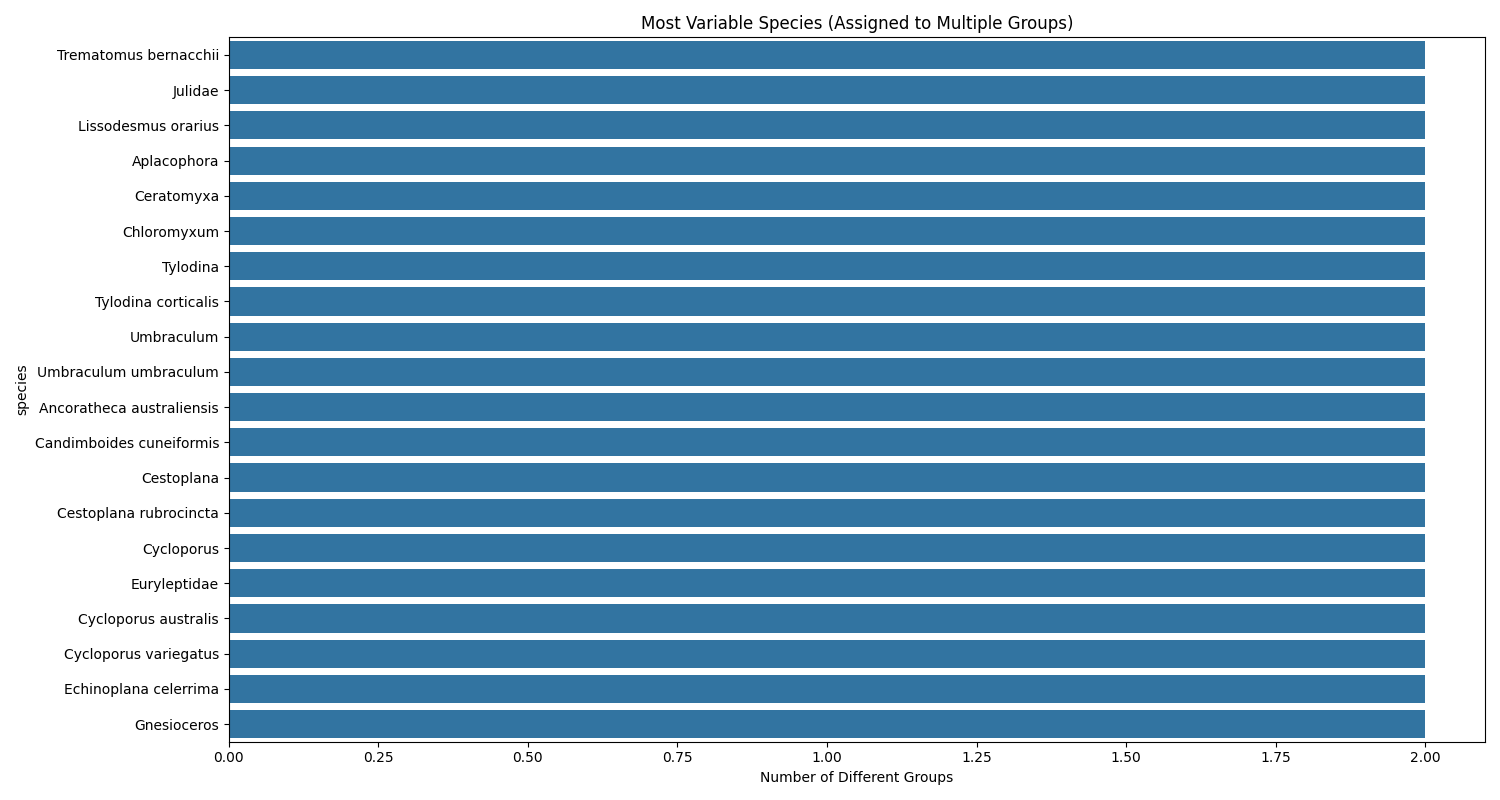 Most Variable Species (Assigned to Multiple Groups)
Trematomus bernacchii
Julidae
Lissodesmus orarius
Aplacophora
Ceratomyxa
Chloromyxum
Tylodina
Tylodina corticalis
Umbraculum
Umbraculum umbraculum
Ancoratheca australiensis
Candimboides cuneiformis
Cestoplana
Cestoplana rubrocincta
Cycloporus
Euryleptidae
Cycloporus australis
Cycloporus variegatus
Echinoplana celerrima
Gnesioceros
species
0.00 0.25 0.50 0.75 1.00 1.25 1.50 1.75 2.00
Number of Different Groups